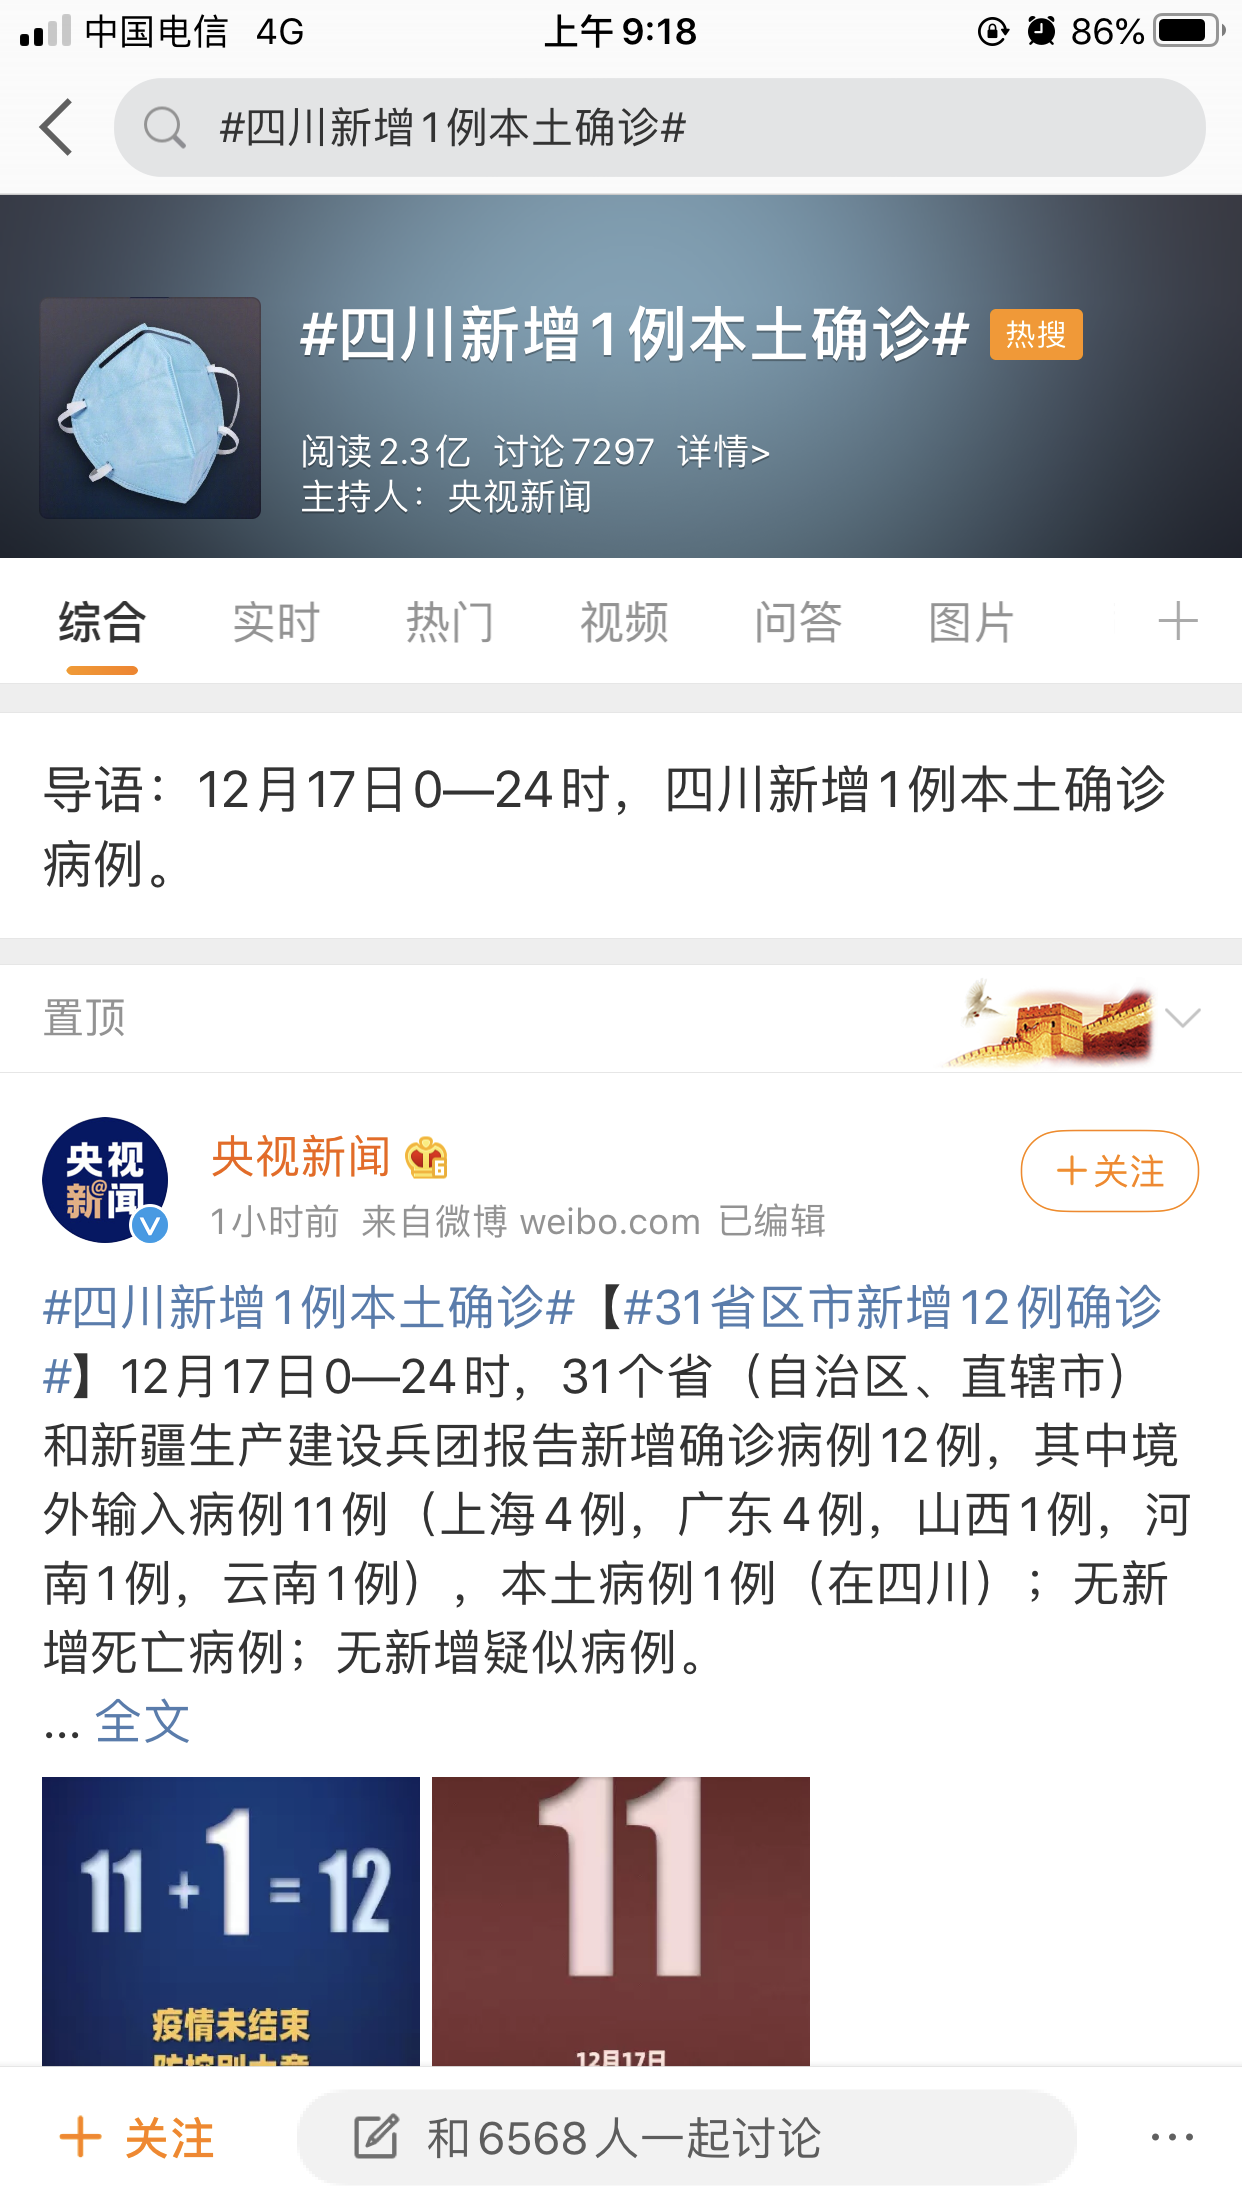 中国电信 4G 上午 9:18 86%
#四川新增1例本土确诊#
#四川新增1例本土确诊# 热搜
阅读2.3亿 讨论7297 详情>
主持人：央视新闻
综合 实时 热门 视频 问答 图片
导语：12月17日0—24时，四川新增1例本土确诊
病例。
置顶
央视新闻
央视
新@闻
+关注
1小时前 来自微博 weibo.com 已编辑
#四川新增1例本土确诊#【#31省区市新增12例确诊
#】12月17日0—24时，31个省（自治区、直辖市）
和新疆生产建设兵团报告新增确诊病例12例，其中境
外输入病例11例（上海4例，广东4例，山西1例，河
南1例，云南1例），本土病例1例（在四川）；无新
增死亡病例；无新增疑似病例。
... 全文
11+1=12
疫情未结束
防控别大意
11
12月17日
+ 关注
和6568人一起讨论